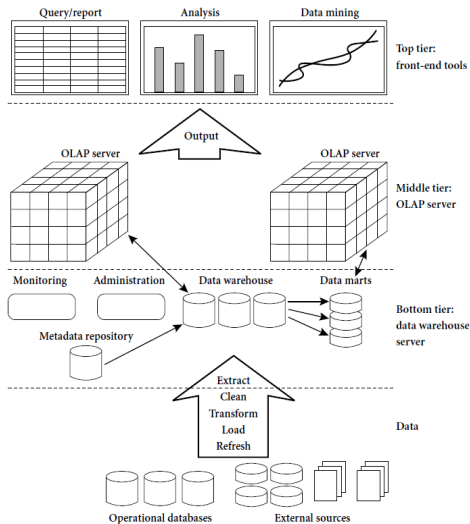 Query/report
Analysis
Data mining
Top tier:
front-end tools
Output
OLAP server
OLAP server
Middle tier:
OLAP server
Monitoring
Administration
Data warehouse
Data marts
Bottom tier:
data warehouse
server
Metadata repository
Extract
Clean
Transform
Load
Refresh
Data
Operational databases
External sources